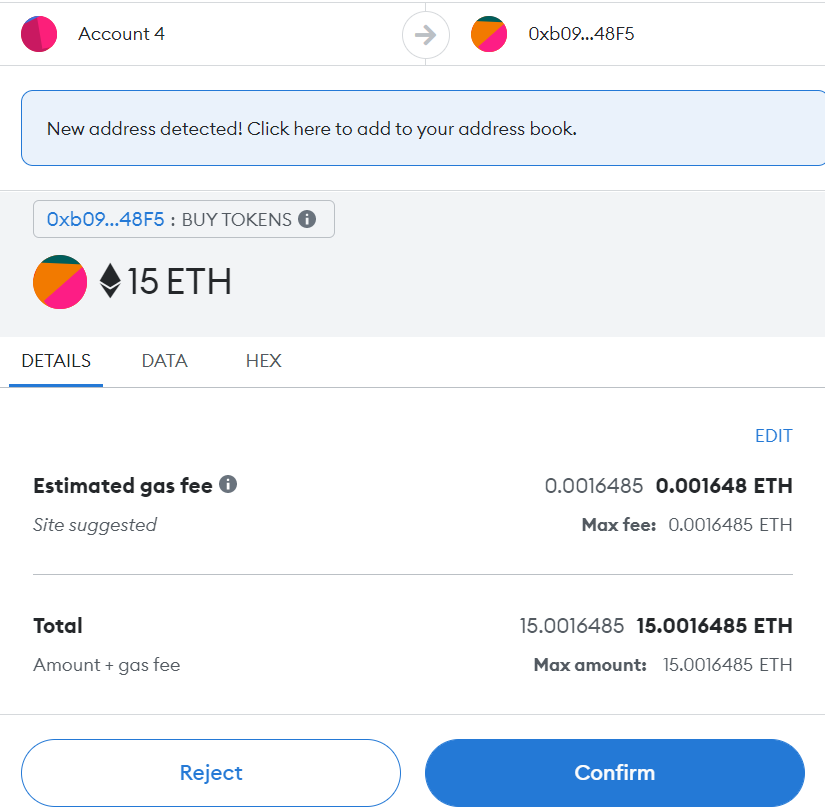 Account 4
0xb09...48F5
New address detected! Click here to add to your address book.
0xb09...48F5 : BUY TOKENS
15 ETH
DETAILS DATA HEX
EDIT
Estimated gas fee 0.0016485 0.001648 ETH
Site suggested Max fee: 0.0016485 ETH
Total 15.0016485 15.0016485 ETH
Amount + gas fee Max amount: 15.0016485 ETH
Reject Confirm